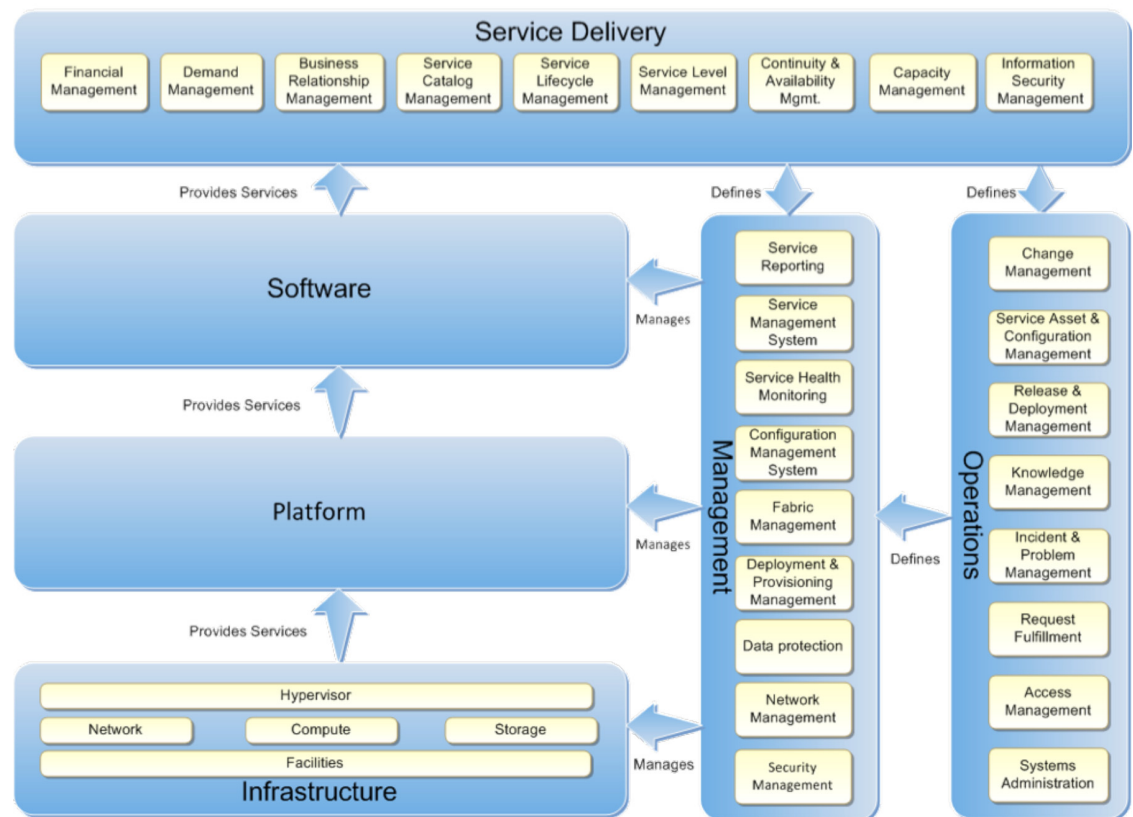 Service Delivery
Financial
Management
Demand
Management
Business
Relationship
Management
Service
Catalog
Management
Service
Lifecycle
Management
Service Level
Management
Continuity &
Availability
Mgmt.
Capacity
Management
Information
Security
Management
Provides Services
Defines
Defines
Software
Manages
Provides Services
Platform
Manages
Provides Services
Hypervisor
Network
Compute
Storage
Facilities
Infrastructure
Manages
Management
Service
Reporting
Service
Management
System
Service Health
Monitoring
Configuration
Management
System
Fabric
Management
Deployment &
Provisioning
Management
Data protection
Network
Management
Security
Management
Defines
Operations
Change
Management
Service Asset &
Configuration
Management
Release &
Deployment
Management
Knowledge
Management
Incident &
Problem
Management
Request
Fulfillment
Access
Management
Systems
Administration